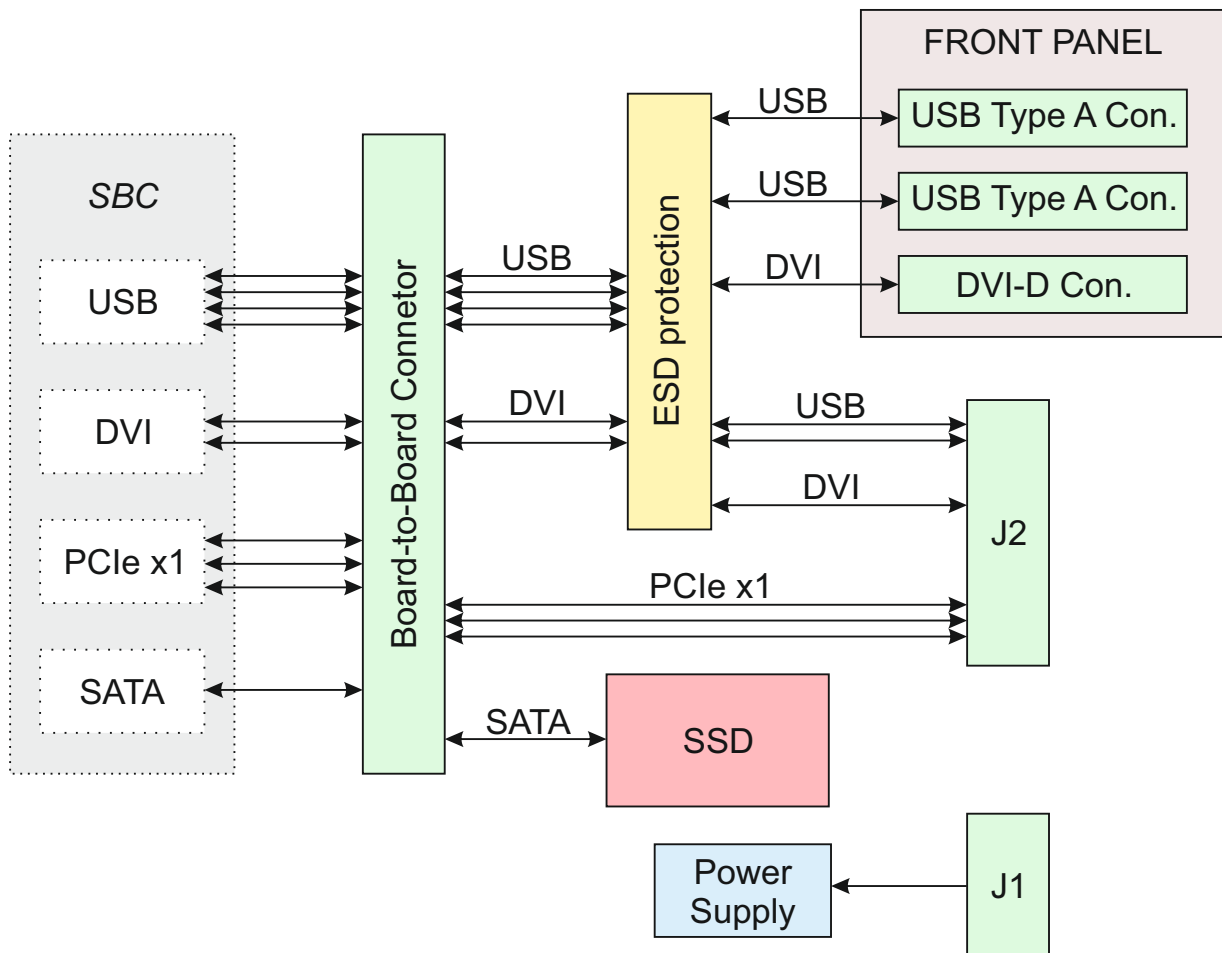 FRONT PANEL
USB
USB Type A Con.
USB
USB Type A Con.
DVI
DVI-D Con.
SBC
USB
DVI
PCIe x1
SATA
Board-to-Board Connetor
USB
DVI
ESD protection
USB
DVI
J2
PCIe x1
SATA
SSD
Power
Supply
J1